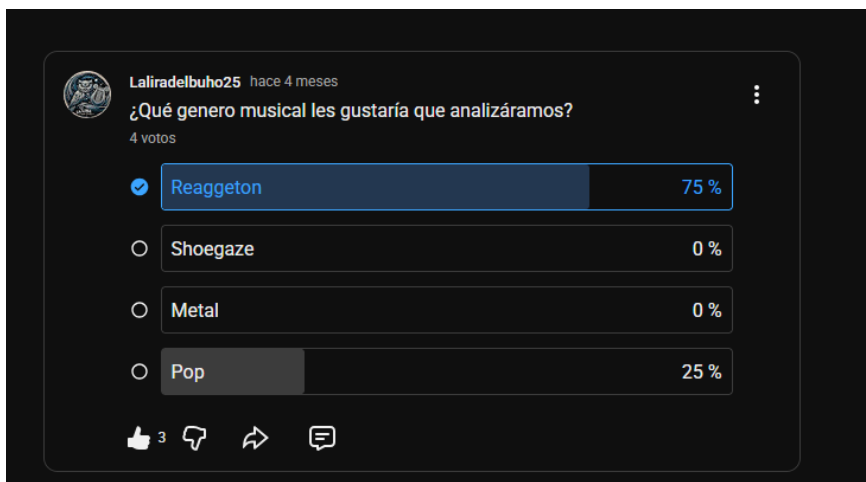 Laliradelbuho25 hace 4 meses
¿Qué genero musical les gustaría que analizáramos?
4 votos
Reaggeton 75 %
Shoegaze 0 %
Metal 0 %
Pop 25 %
3